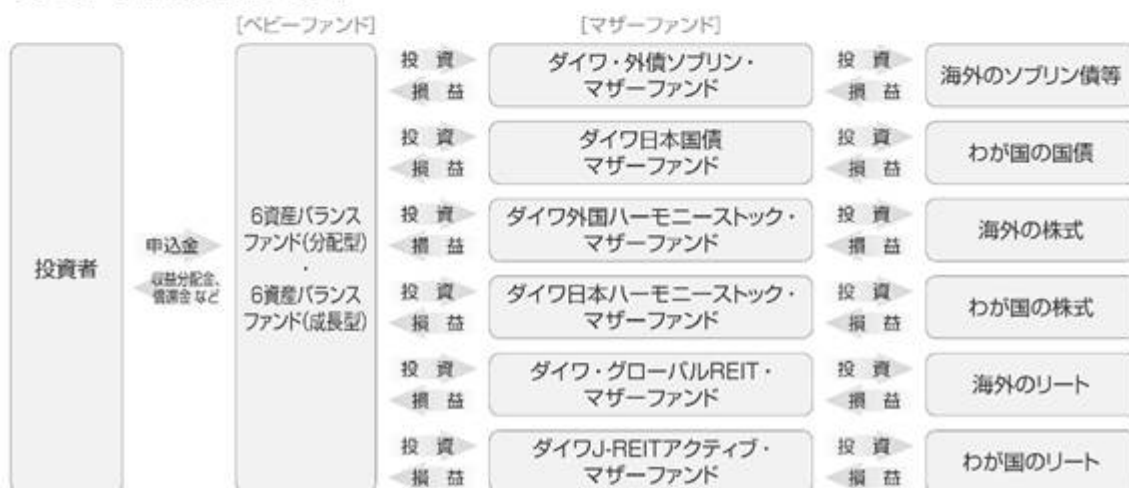 [ベビーファンド]
[マザーファンド]
投資者
申込金
収益分配金、
償還金 など
6資産バランス
ファンド(分配型)
・
6資産バランス
ファンド(成長型)
投 資
損 益
ダイワ・外債ソブリン・
マザーファンド
投 資
損 益
海外のソブリン債等
投 資
損 益
ダイワ日本国債
マザーファンド
投 資
損 益
わが国の国債
投 資
損 益
ダイワ外国ハーモニーストック・
マザーファンド
投 資
損 益
海外の株式
投 資
損 益
ダイワ日本ハーモニーストック・
マザーファンド
投 資
損 益
わが国の株式
投 資
損 益
ダイワ・グローバルREIT・
マザーファンド
投 資
損 益
海外のリート
投 資
損 益
ダイワJ-REITアクティブ・
マザーファンド
投 資
損 益
わが国のリート